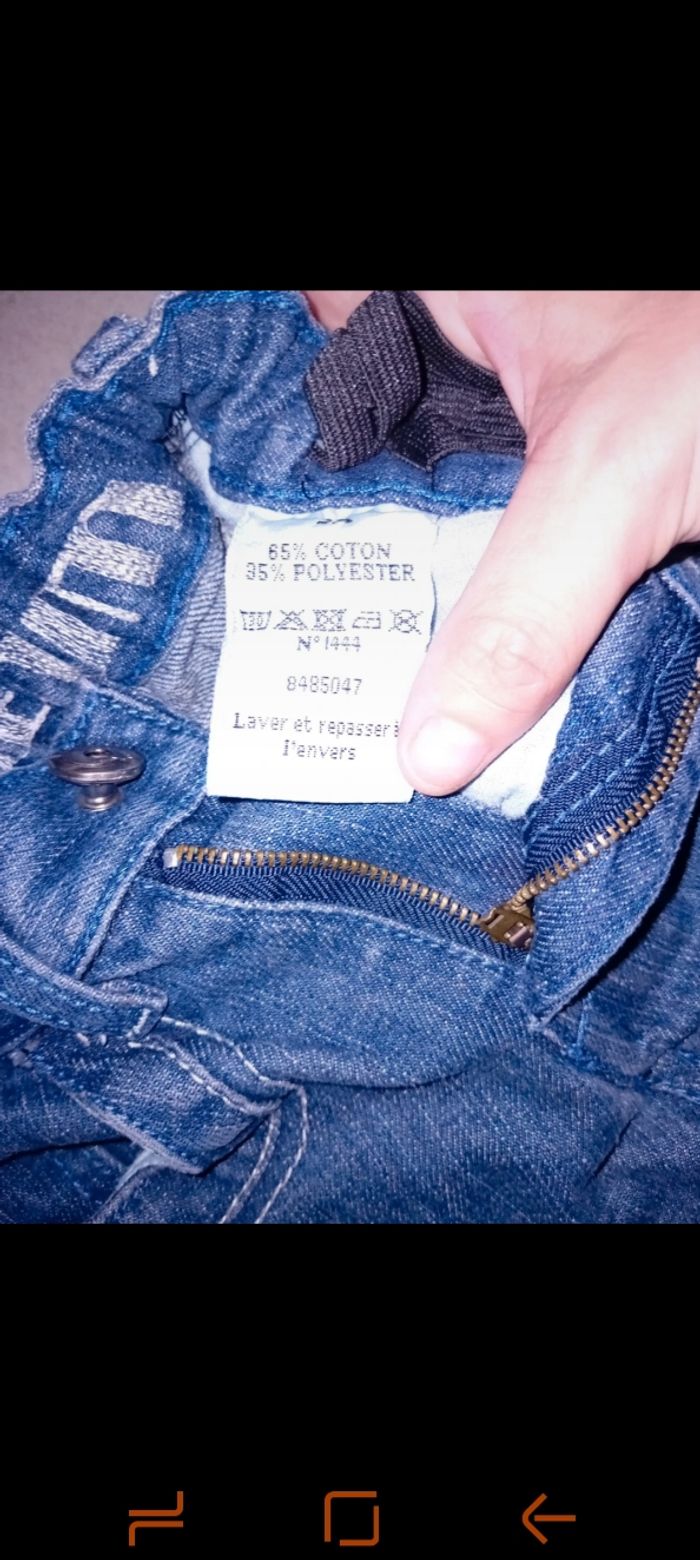 65% COTON
35% POLYESTER
N°1444
8485047
Laver et repasser à
l'envers